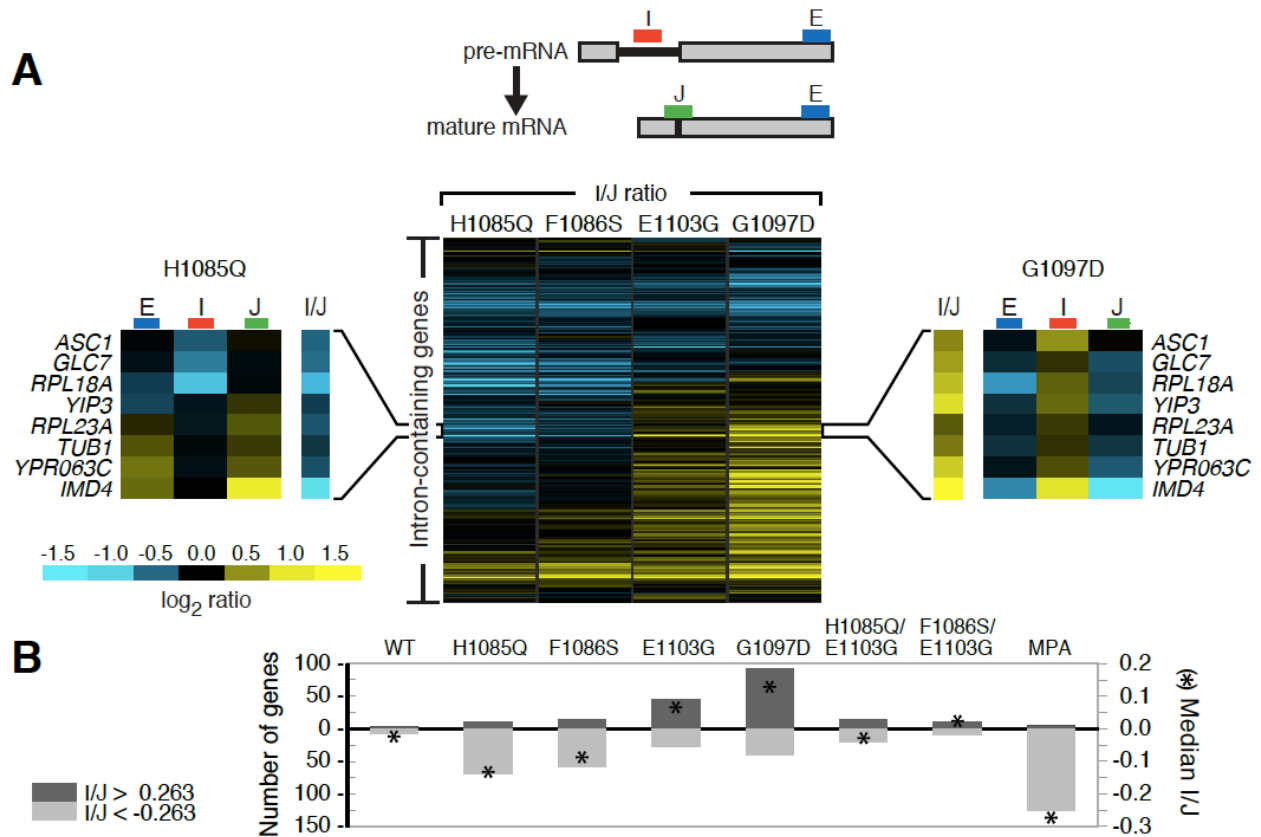 A
I E
pre-mRNA
J E
mature mRNA
I/J ratio
H1085Q F1086S E1103G G1097D
Intron-containing genes
H1085Q
E I J I/J
ASC1
GLC7
RPL18A
YIP3
RPL23A
TUB1
YPR063C
IMD4
-1.5 -1.0 -0.5 0.0 0.5 1.0 1.5
log2 ratio
G1097D
I/J E I J
ASC1
GLC7
RPL18A
YIP3
RPL23A
TUB1
YPR063C
IMD4
B
WT H1085Q F1086S E1103G G1097D H1085Q/ E1103G F1086S/ E1103G MPA
Number of genes
100
50
0
50
100
150
0.2
0.1
0.0
-0.1
-0.2
-0.3
(*) Median I/J
* * * * * * * *
I/J > 0.263
I/J < -0.263